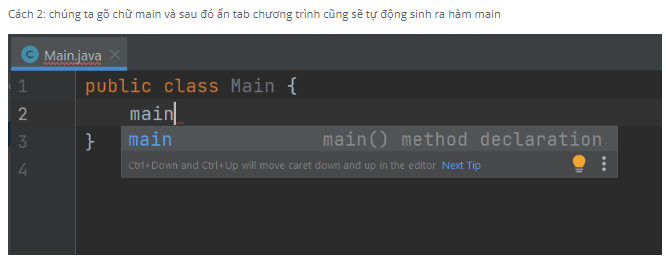 Cách 2: chúng ta gõ chữ main và sau đó ấn tab chương trình cũng sẽ tự động sinh ra hàm main
C Main.java ×
1 public class Main {
2 main
3 }
main main() method declaration
Ctrl+Down and Ctrl+Up will move caret down and up in the editor Next Tip
4